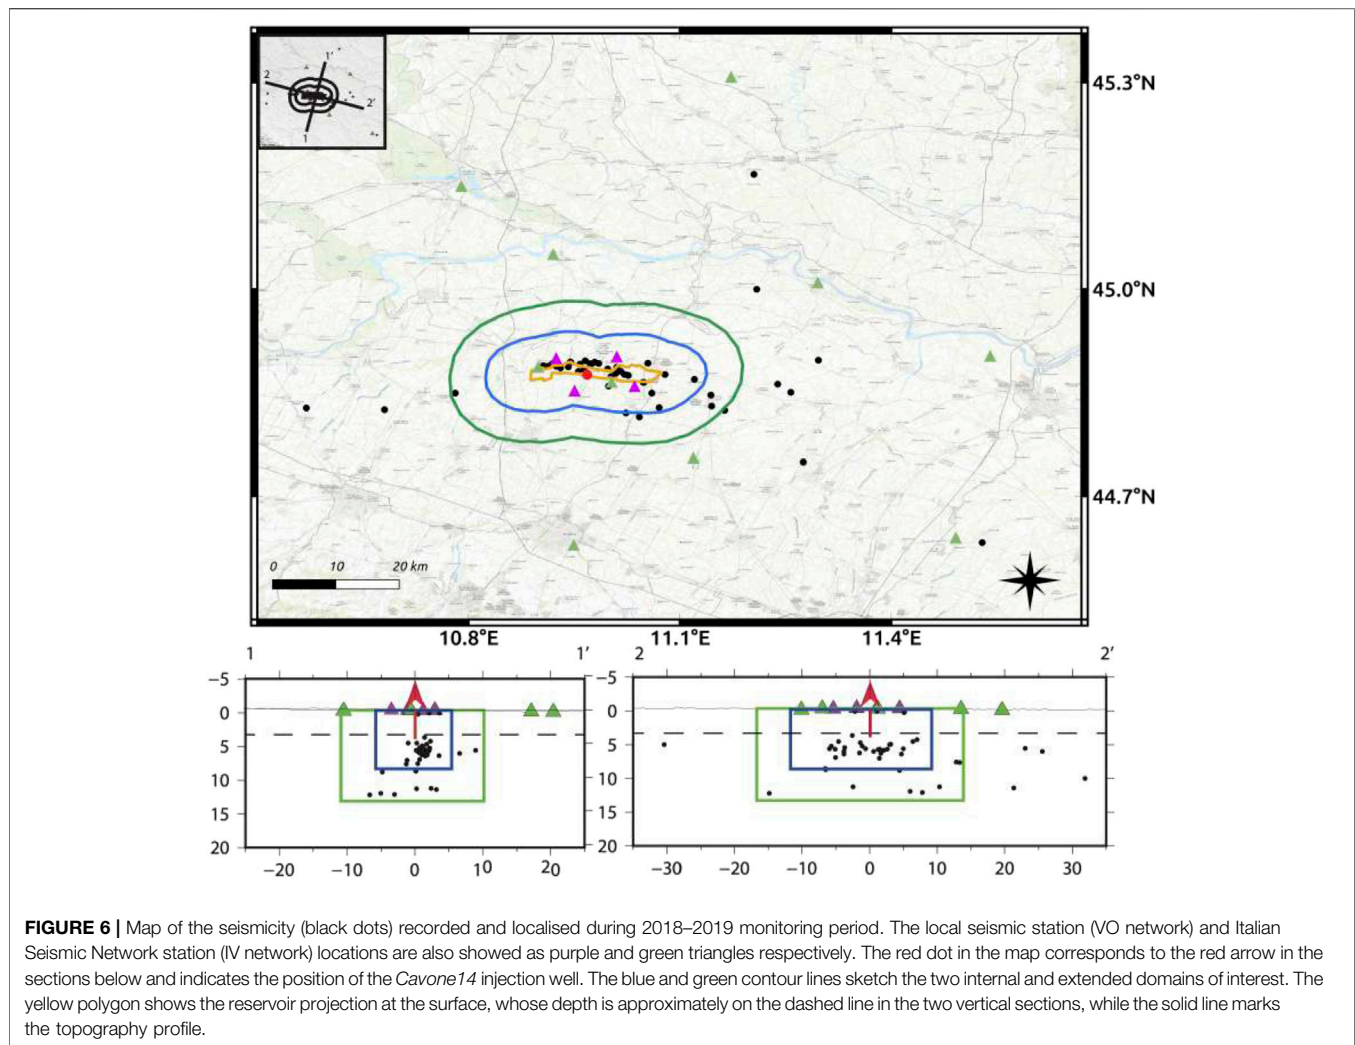 1'
2
2'
1
45.3°N
45.0°N
44.7°N
0 10 20 km
10.8°E 11.1°E 11.4°E
1 1' 2 2'
−5 −5
0 0
5 5
10 10
15 15
20 20
−20 −10 0 10 20 −30 −20 −10 0 10 20 30
FIGURE 6 | Map of the seismicity (black dots) recorded and localised during 2018–2019 monitoring period. The local seismic station (VO network) and Italian
Seismic Network station (IV network) locations are also showed as purple and green triangles respectively. The red dot in the map corresponds to the red arrow in the
sections below and indicates the position of the Cavone14 injection well. The blue and green contour lines sketch the two internal and extended domains of interest. The
yellow polygon shows the reservoir projection at the surface, whose depth is approximately on the dashed line in the two vertical sections, while the solid line marks
the topography profile.